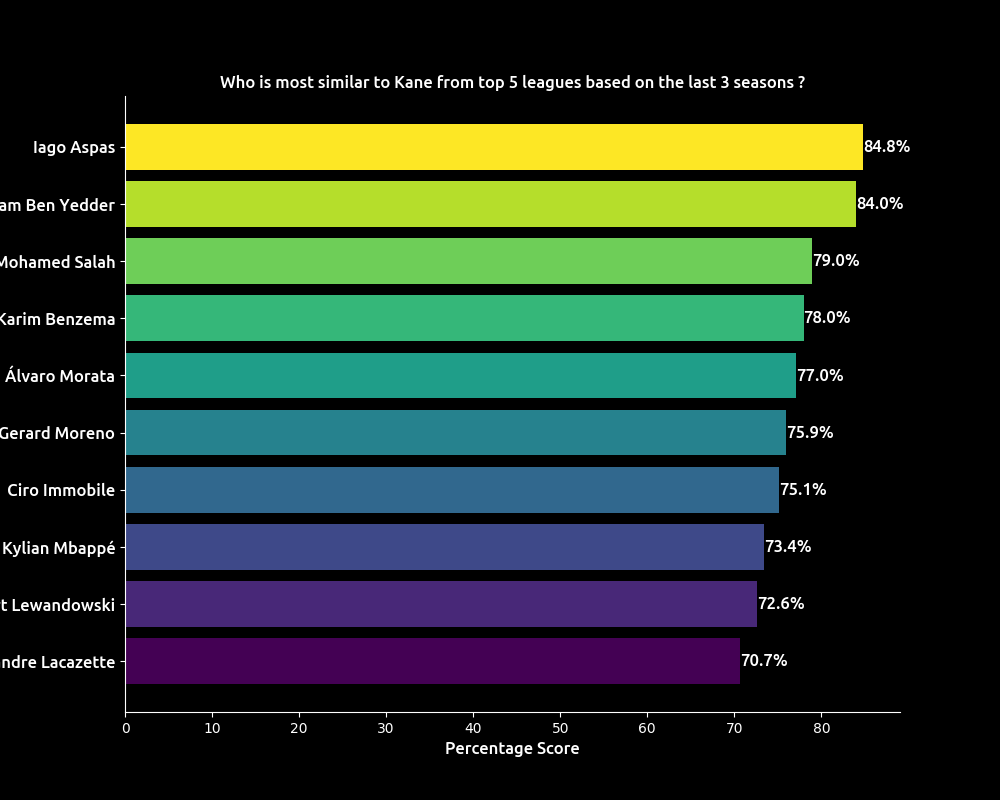 Who is most similar to Kane from top 5 leagues based on the last 3 seasons ?
Iago Aspas 84.8%
am Ben Yedder 84.0%
Mohamed Salah 79.0%
Karim Benzema 78.0%
Álvaro Morata 77.0%
Gerard Moreno 75.9%
Ciro Immobile 75.1%
Kylian Mbappé 73.4%
t Lewandowski 72.6%
ndre Lacazette 70.7%
0 10 20 30 40 50 60 70 80
Percentage Score